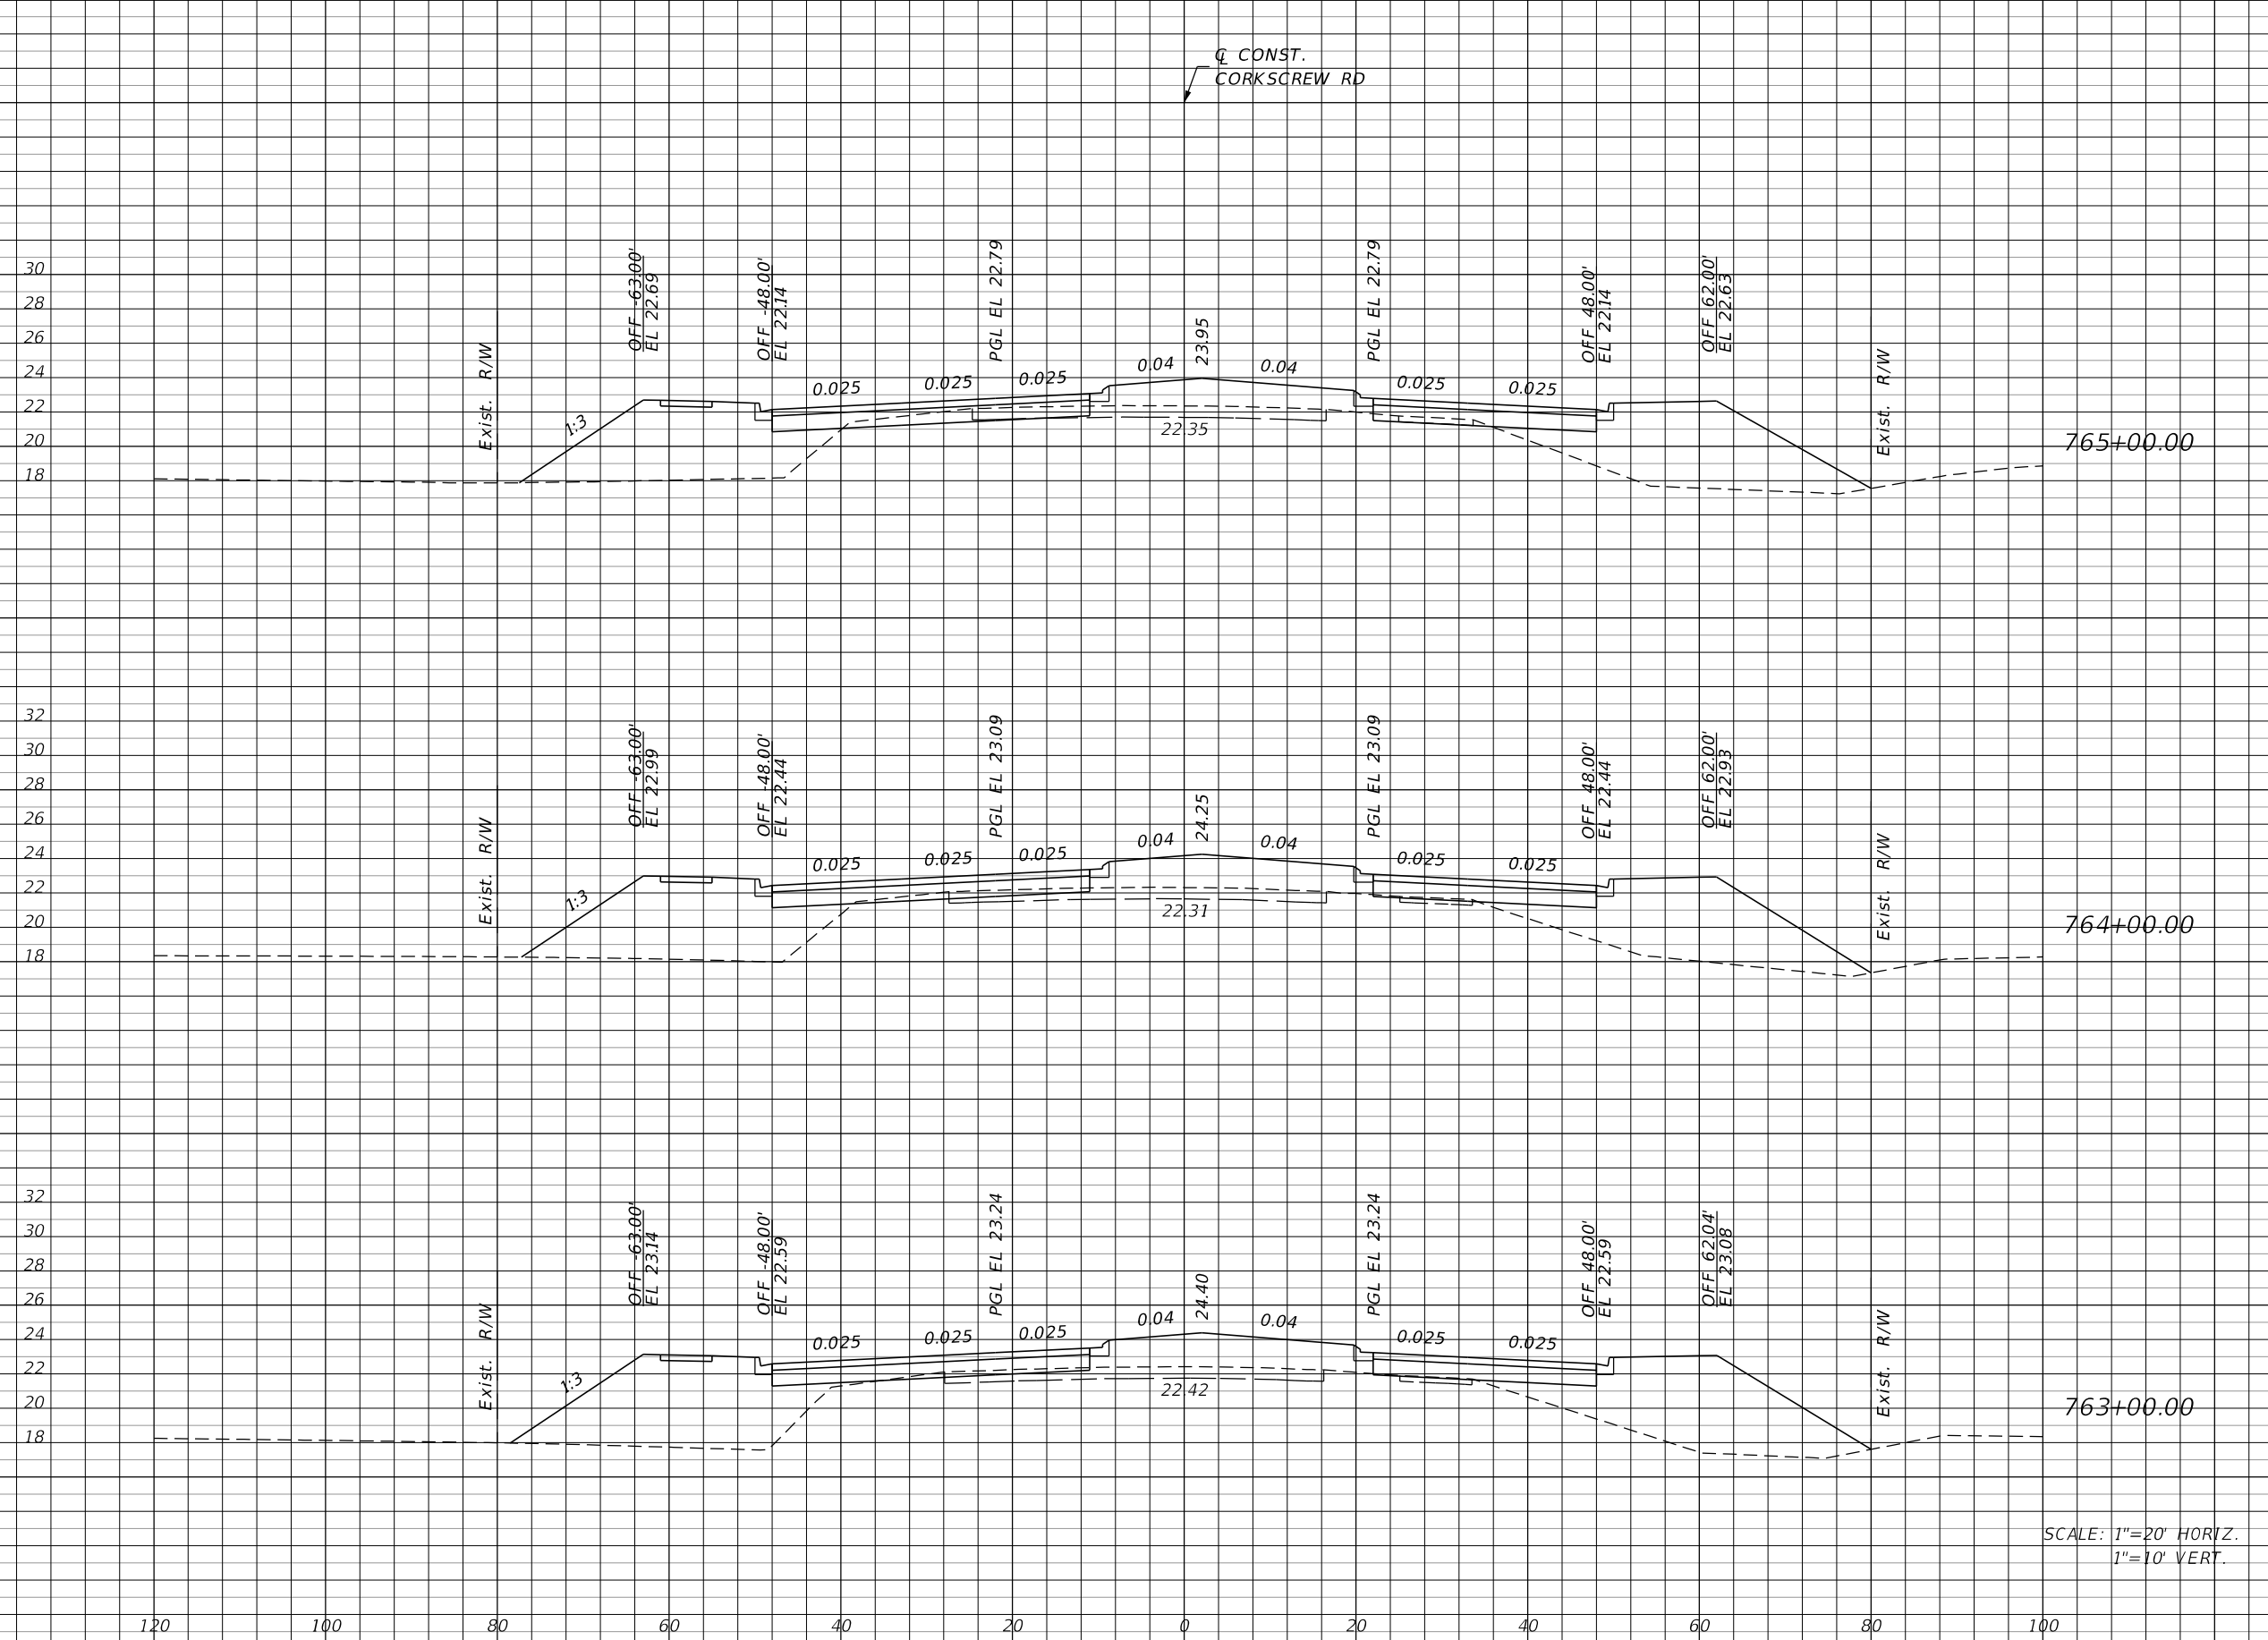 ℄ CONST.
CORKSCREW RD
30
28
26
24
22
20
18
Exist. R/W
1:3
OFF -63.00'
EL 22.69
OFF -48.00'
EL 22.14
0.025
0.025
PGL EL 22.79
0.025
0.04
23.95
0.04
22.35
PGL EL 22.79
0.025
0.025
OFF 48.00'
EL 22.14
OFF 62.00'
EL 22.63
Exist. R/W
765+00.00
32
30
28
26
24
22
20
18
Exist. R/W
1:3
OFF -63.00'
EL 22.99
OFF -48.00'
EL 22.44
0.025
0.025
PGL EL 23.09
0.025
0.04
24.25
0.04
22.31
PGL EL 23.09
0.025
0.025
OFF 48.00'
EL 22.44
OFF 62.00'
EL 22.93
Exist. R/W
764+00.00
32
30
28
26
24
22
20
18
Exist. R/W
1:3
OFF -63.00'
EL 23.14
OFF -48.00'
EL 22.59
0.025
0.025
PGL EL 23.24
0.025
0.04
24.40
0.04
22.42
PGL EL 23.24
0.025
0.025
OFF 48.00'
EL 22.59
OFF 62.04'
EL 23.08
Exist. R/W
763+00.00
SCALE: 1"=20' HORIZ.
1"=10' VERT.
120 100 80 60 40 20 0 20 40 60 80 100